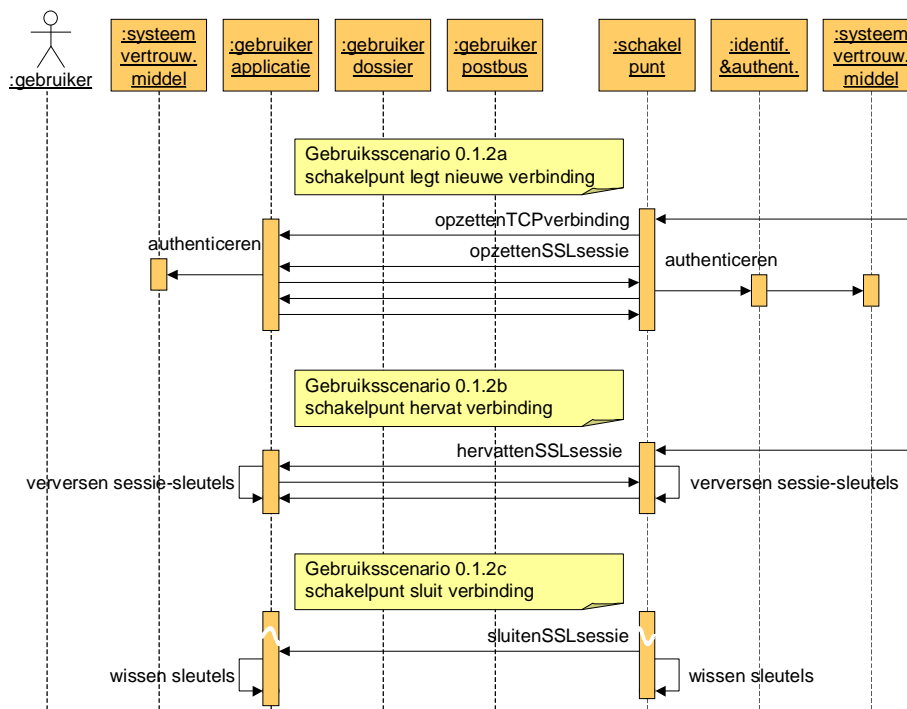 :gebruiker
:systeem
vertrouw.
middel
:gebruiker
applicatie
:gebruiker
dossier
:gebruiker
postbus
:schakel
punt
:identif.
&authent.
:systeem
vertrouw.
middel
Gebruiksscenario 0.1.2a
schakelpunt legt nieuwe verbinding
opzettenTCPverbinding
authenticeren
opzettenSSLsessie
authenticeren
Gebruiksscenario 0.1.2b
schakelpunt hervat verbinding
hervattenSSLsessie
verversen sessie-sleutels
verversen sessie-sleutels
Gebruiksscenario 0.1.2c
schakelpunt sluit verbinding
sluitenSSLsessie
wissen sleutels
wissen sleutels